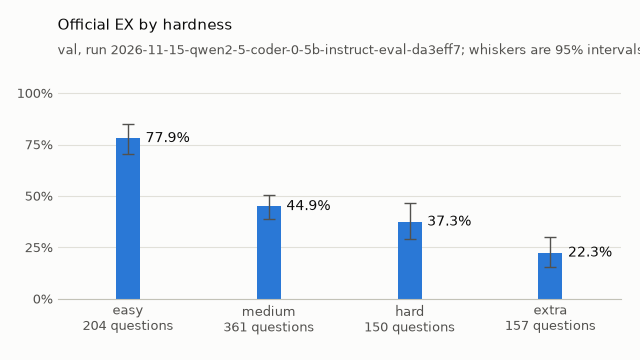 Official EX by hardness
val, run 2026-11-15-qwen2-5-coder-0-5b-instruct-eval-da3eff7; whiskers are 95% intervals
100%
75%
50%
25%
0%
77.9%
44.9%
37.3%
22.3%
easy
204 questions
medium
361 questions
hard
150 questions
extra
157 questions